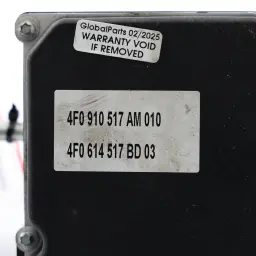 GlobalParts 02/2025
WARRANTY VOID
IF REMOVED
4F0 910 517 AM 010
4F0 614 517 BD 03